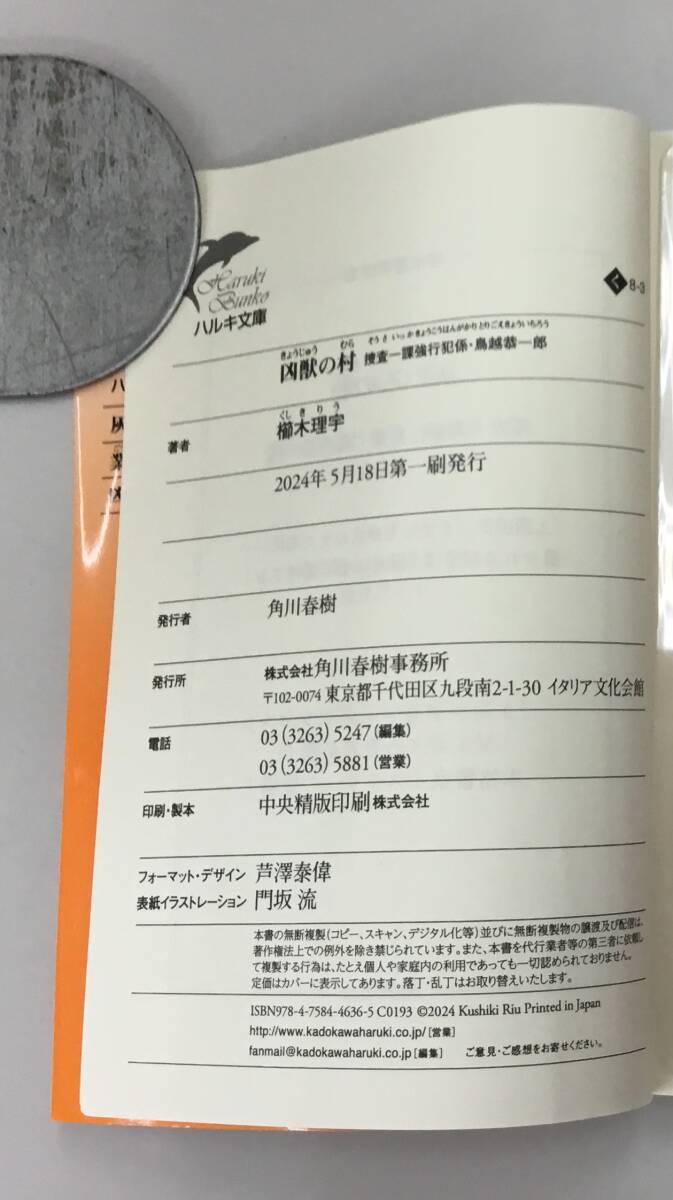 Haruki
Bunko
ハルキ文庫
く 8-3
きょうじゅう むら そうさいっかきょうこうはんがかりとりごえきょういちろう
凶獣の村 捜査一課強行犯係・鳥越恭一郎
くしきりう
著者 櫛木理宇
2024年5月18日第一刷発行
発行者 角川春樹
発行所 株式会社角川春樹事務所
〒102-0074 東京都千代田区九段南2-1-30 イタリア文化会館
電話 03(3263)5247(編集)
03(3263)5881(営業)
印刷・製本 中央精版印刷株式会社
フォーマット・デザイン 芦澤泰偉
表紙イラストレーション 門坂 流
本書の無断複製(コピー、スキャン、デジタル化等)並びに無断複製物の譲渡及び配信は、
著作権法上での例外を除き禁じられています。また、本書を代行業者等の第三者に依頼し
て複製する行為は、たとえ個人や家庭内の利用であっても一切認められておりません。
定価はカバーに表示してあります。落丁・乱丁はお取り替えいたします。
ISBN978-4-7584-4636-5 C0193 ©2024 Kushiki Riu Printed in Japan
http://www.kadokawaharuki.co.jp/[営業]
fanmail@kadokawaharuki.co.jp[編集] ご意見・ご感想をお寄せください。
ハ
灰
業